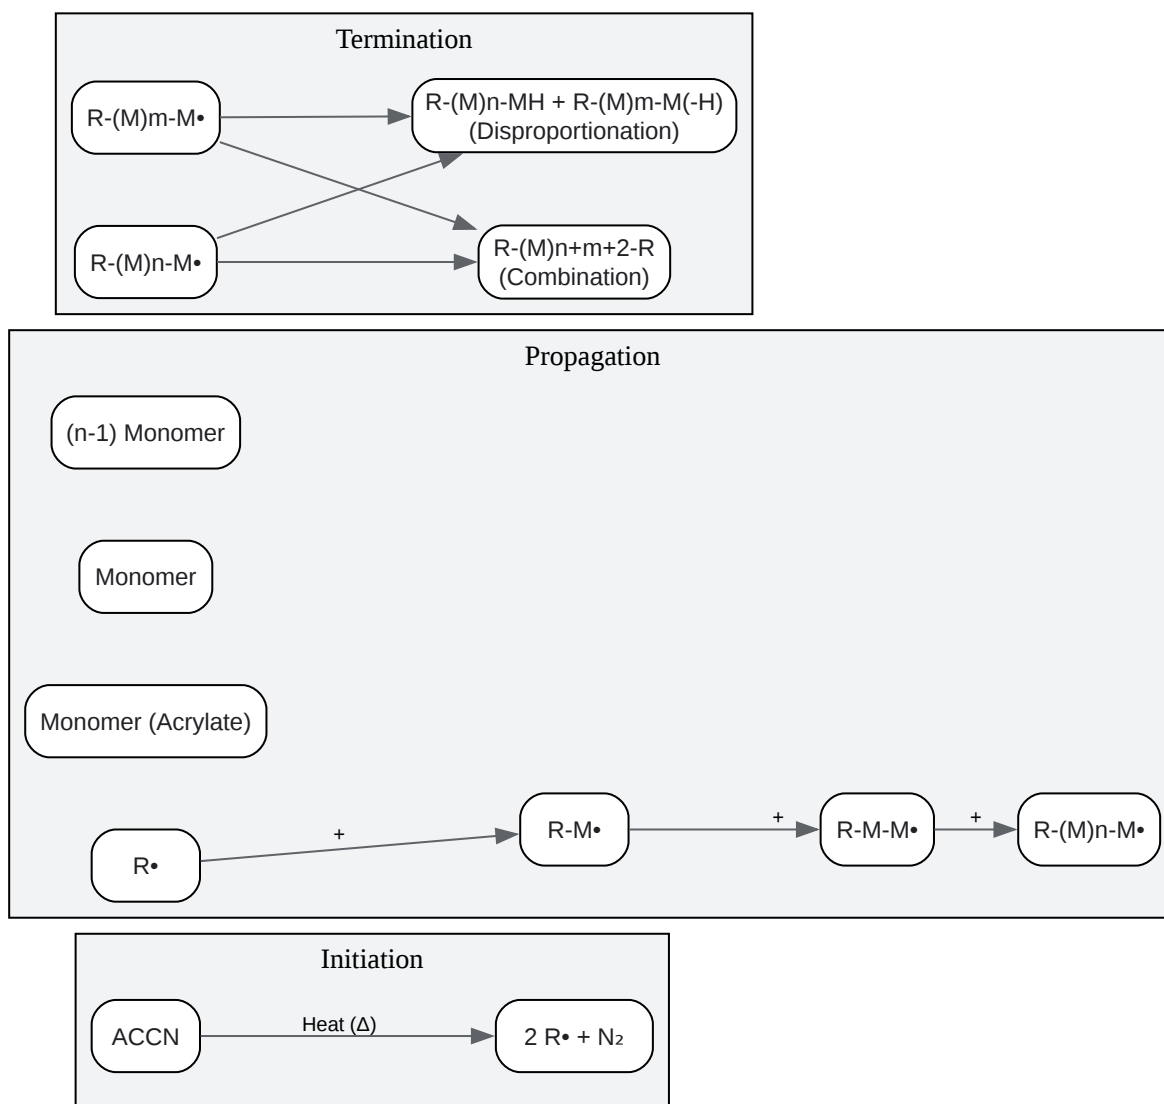 Termination
R-(M)m-M•
R-(M)n-MH + R-(M)m-M(-H)
(Disproportionation)
R-(M)n-M•
R-(M)n+m+2-R
(Combination)
Propagation
(n-1) Monomer
Monomer
Monomer (Acrylate)
R•
+
R-M•
+
R-M-M•
+
R-(M)n-M•
Initiation
ACCN
Heat (Δ)
2 R• + N₂